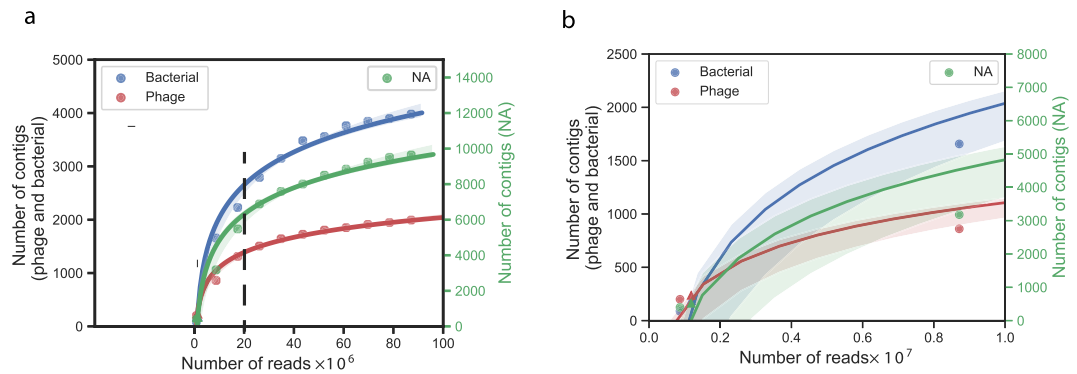 a
5000
4000
3000
2000
1000
0
Number of contigs
(phage and bacterial)
Bacterial
Phage
NA
14000
12000
10000
8000
6000
4000
2000
0
Number of contigs (NA)
0 20 40 60 80 100
Number of reads ×10⁶
b
2500
2000
1500
1000
500
0
Number of contigs
(phage and bacterial)
Bacterial
Phage
NA
8000
7000
6000
5000
4000
3000
2000
1000
0
Number of contigs (NA)
0.0 0.2 0.4 0.6 0.8 1.0
Number of reads× 10⁷